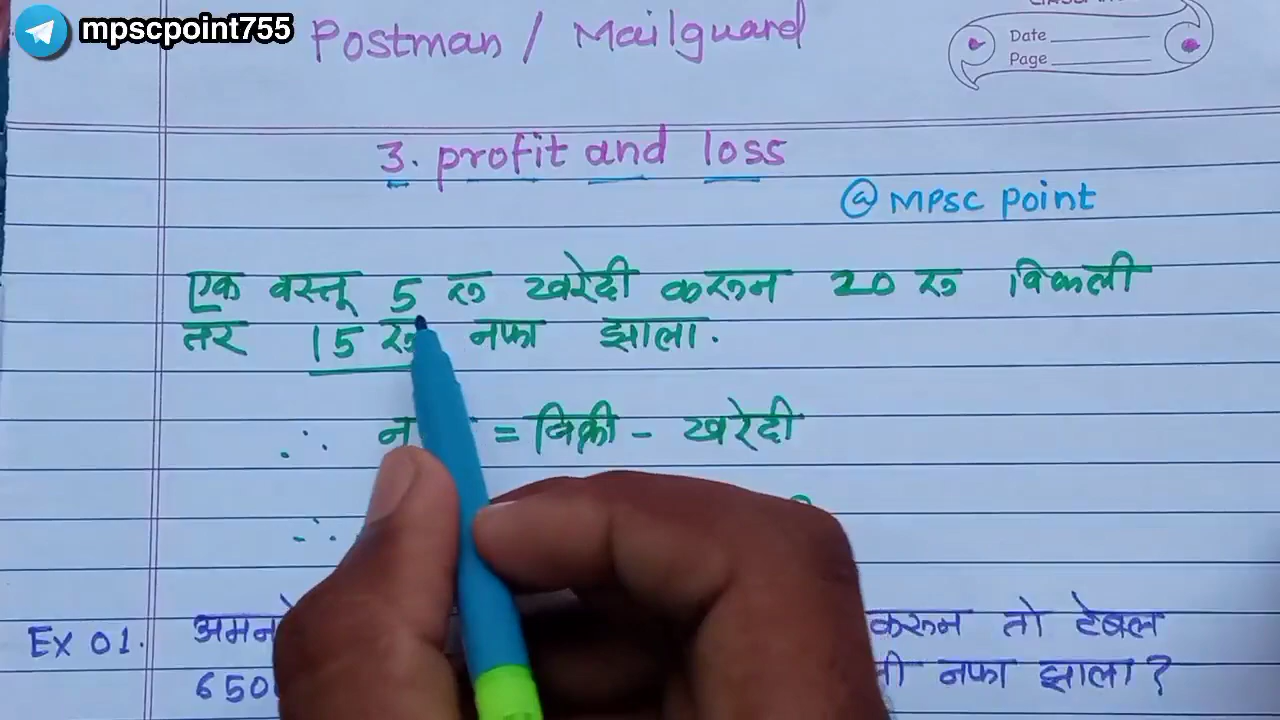 mpscpoint755
Postman / Mailguard
Date
Page
3. profit and loss
@ MPSC Point
एक वस्तू 5 रु खरेदी करून 20 रु विकली
तर 15 रु नफा झाला.
∴ = विक्री - खरेदी
∴
Ex 01. करून तो टेबल
नफा झाला?